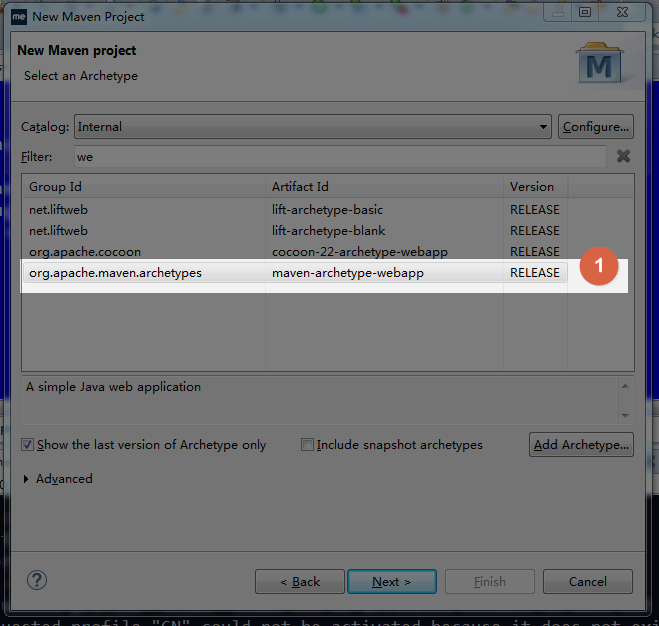 me New Maven Project
New Maven project
Select an Archetype
M
Catalog: Internal Configure...
Filter: we
Group Id Artifact Id Version
net.liftweb lift-archetype-basic RELEASE
net.liftweb lift-archetype-blank RELEASE
org.apache.cocoon cocoon-22-archetype-webapp RELEASE
org.apache.maven.archetypes maven-archetype-webapp RELEASE 1
A simple Java web application
Show the last version of Archetype only Include snapshot archetypes Add Archetype...
Advanced
? < Back Next > Finish Cancel
uested profile "CN" could not be activated because it does not exi